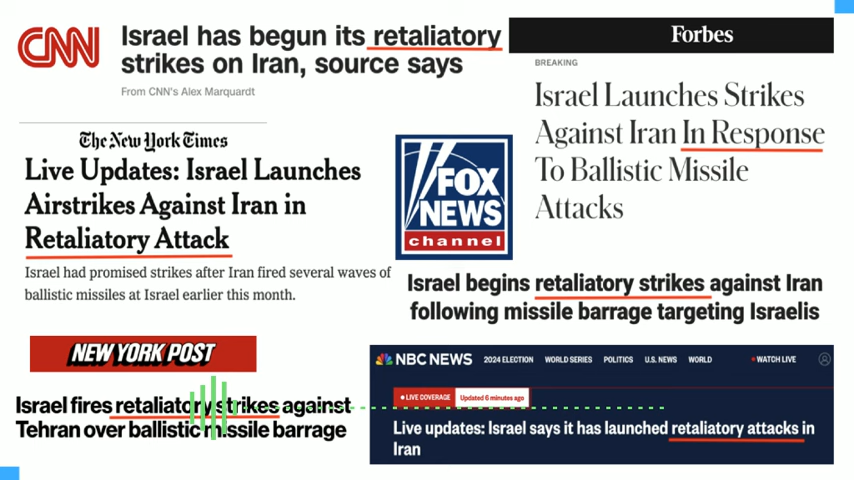 CNN
Israel has begun its retaliatory
strikes on Iran, source says
From CNN's Alex Marquardt
Forbes
BREAKING
Israel Launches Strikes
Against Iran In Response
To Ballistic Missile
Attacks
The New York Times
Live Updates: Israel Launches
Airstrikes Against Iran in
Retaliatory Attack
Israel had promised strikes after Iran fired several waves of
ballistic missiles at Israel earlier this month.
FOX
NEWS
channel
Israel begins retaliatory strikes against Iran
following missile barrage targeting Israelis
NEW YORK POST
Israel fires retaliatory strikes against
Tehran over ballistic missile barrage
NBC NEWS 2024 ELECTION WORLD SERIES POLITICS U.S. NEWS WORLD WATCH LIVE
LIVE COVERAGE Updated 6 minutes ago
Live updates: Israel says it has launched retaliatory attacks in
Iran